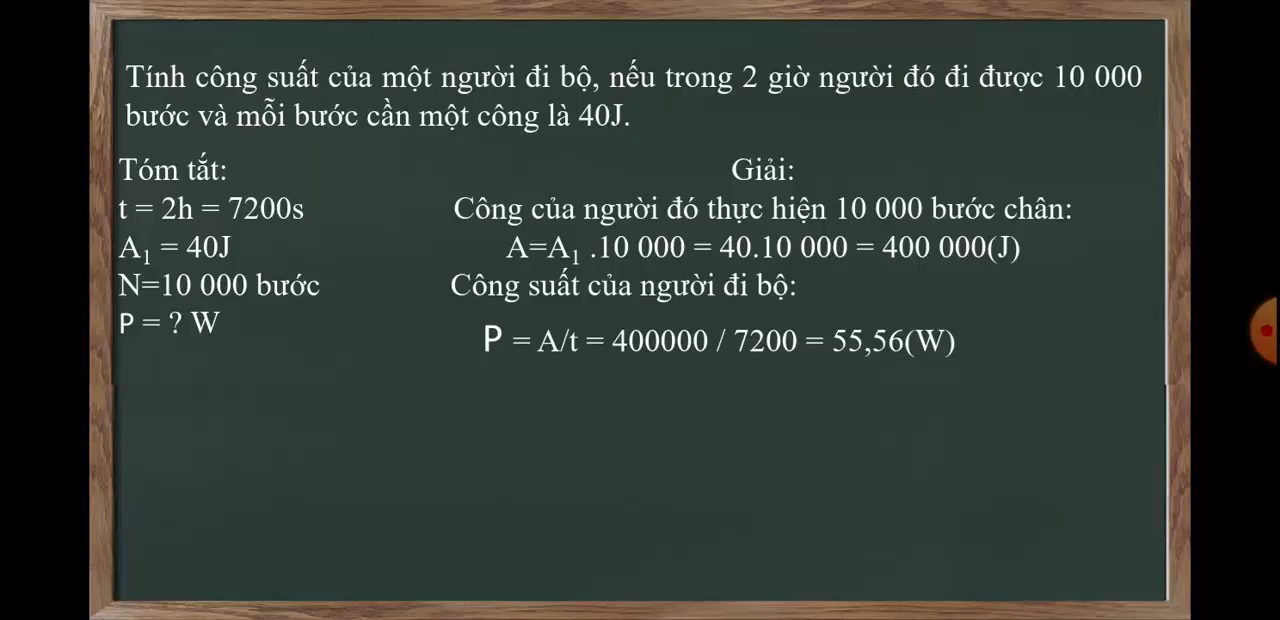 Tính công suất của một người đi bộ, nếu trong 2 giờ người đó đi được 10 000
bước và mỗi bước cần một công là 40J.
Tóm tắt:
t = 2h = 7200s
A₁ = 40J
N=10 000 bước
P = ? W
Giải:
Công của người đó thực hiện 10 000 bước chân:
A=A₁ .10 000 = 40.10 000 = 400 000(J)
Công suất của người đi bộ:
P = A/t = 400000 / 7200 = 55,56(W)